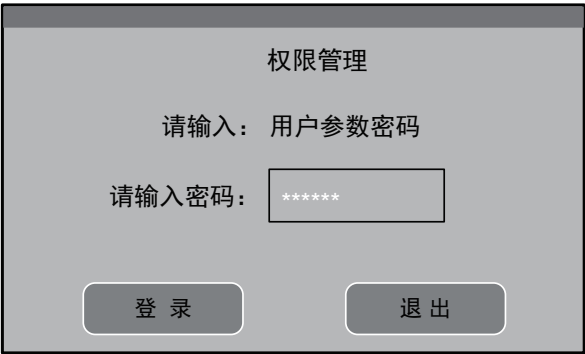 权限管理
请输入： 用户参数密码
请输入密码： ******
登 录 退 出